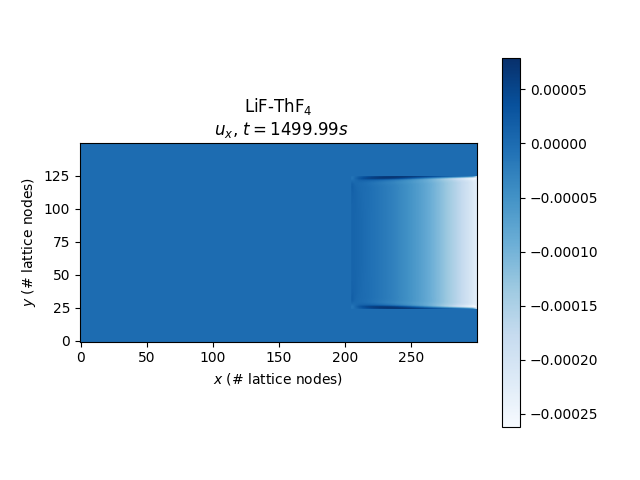 LiF-ThF₄
uₓ, t = 1499.99s
y (# lattice nodes)
125
100
75
50
25
0
0 50 100 150 200 250
x (# lattice nodes)
0.00005
0.00000
−0.00005
−0.00010
−0.00015
−0.00020
−0.00025